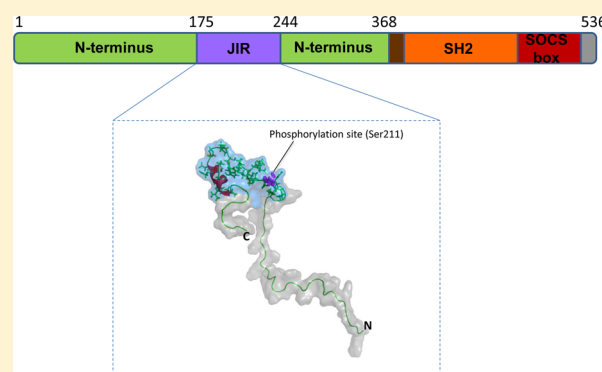 1 175 244 368 536
N-terminus JIR N-terminus SH2 SOCS
box
Phosphorylation site (Ser211)
C
N